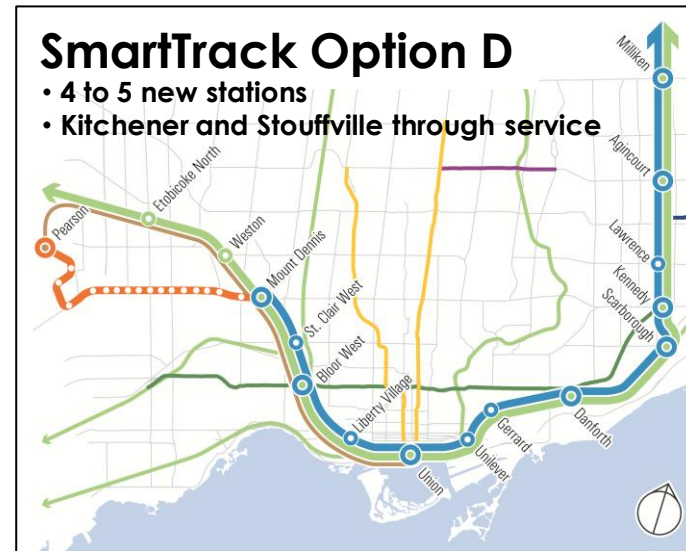 SmartTrack Option D
• 4 to 5 new stations
• Kitchener and Stouffville through service
Milliken
Agincourt
Lawrence
Kennedy
Scarborough
Danforth
Gerrard
Unilever
Union
Liberty Village
Bloor West
St. Clair West
Mount Dennis
Weston
Etobicoke North
Pearson